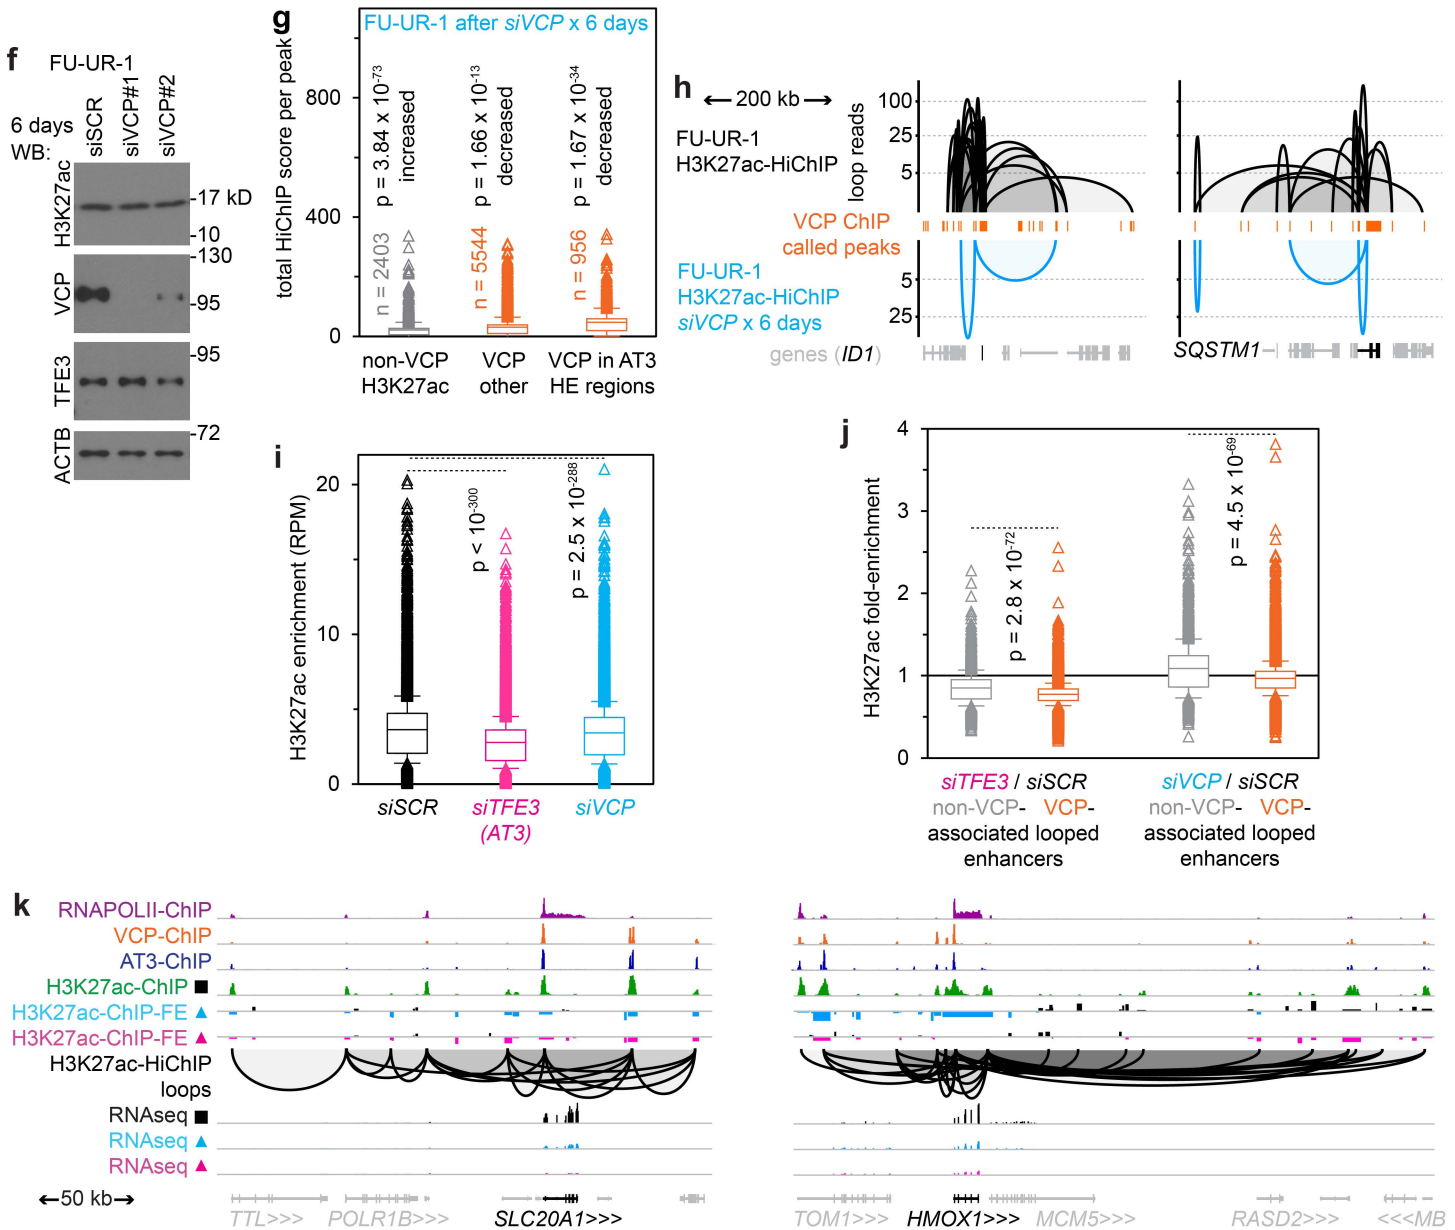 f
FU-UR-1
6 days
WB:
siSCR
siVCP#1
siVCP#2
H3K27ac
-17 kD
-10
VCP
-130
-95
TFE3
-95
ACTB
-72
g
FU-UR-1 after siVCP x 6 days
total HiChIP score per peak
800
400
0
p = 3.84 x 10-73
increased
p = 1.66 x 10-13
decreased
p = 1.67 x 10-34
decreased
n = 2403
n = 5544
n = 956
non-VCP
H3K27ac
VCP
other
VCP in AT3
HE regions
h
200 kb
FU-UR-1
H3K27ac-HiChIP
loop reads
100
25
5
VCP ChIP
called peaks
FU-UR-1
H3K27ac-HiChIP
siVCP x 6 days
5
25
genes (ID1)
SQSTM1
i
H3K27ac enrichment (RPM)
20
10
0
p < 10-300
p = 2.5 x 10-288
siSCR
siTFE3
(AT3)
siVCP
j
H3K27ac fold-enrichment
4
3
2
1
0
p = 2.8 x 10-72
p = 4.5 x 10-69
siTFE3 / siSCR
non-VCP- VCP-
associated looped
enhancers
siVCP / siSCR
non-VCP- VCP-
associated looped
enhancers
k
RNAPOLII-ChIP
VCP-ChIP
AT3-ChIP
H3K27ac-ChIP ■
H3K27ac-ChIP-FE ▲
H3K27ac-ChIP-FE ▲
H3K27ac-HiChIP
loops
RNAseq ■
RNAseq ▲
RNAseq ▲
50 kb
TTL>>>
POLR1B>>>
SLC20A1>>>
TOM1>>>
HMOX1>>>
MCM5>>>
RASD2>>>
<<<MB